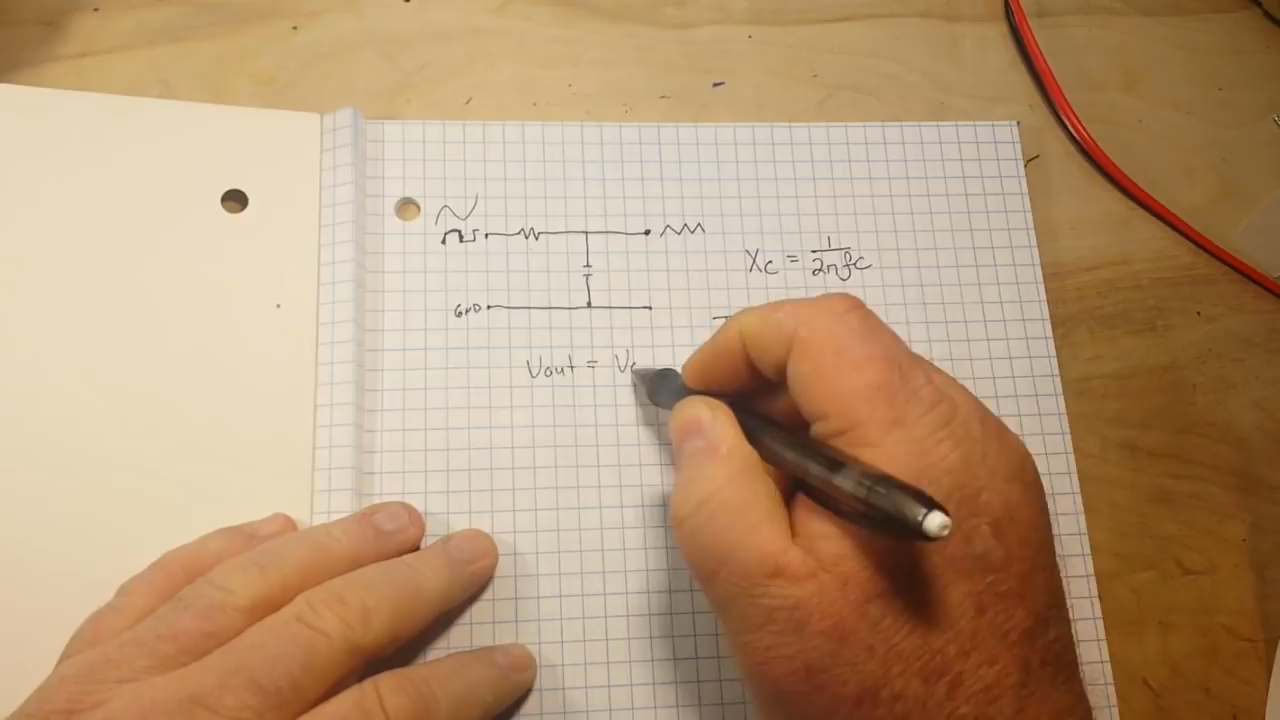 GND
Xc = 1/2πfc
Vout = V